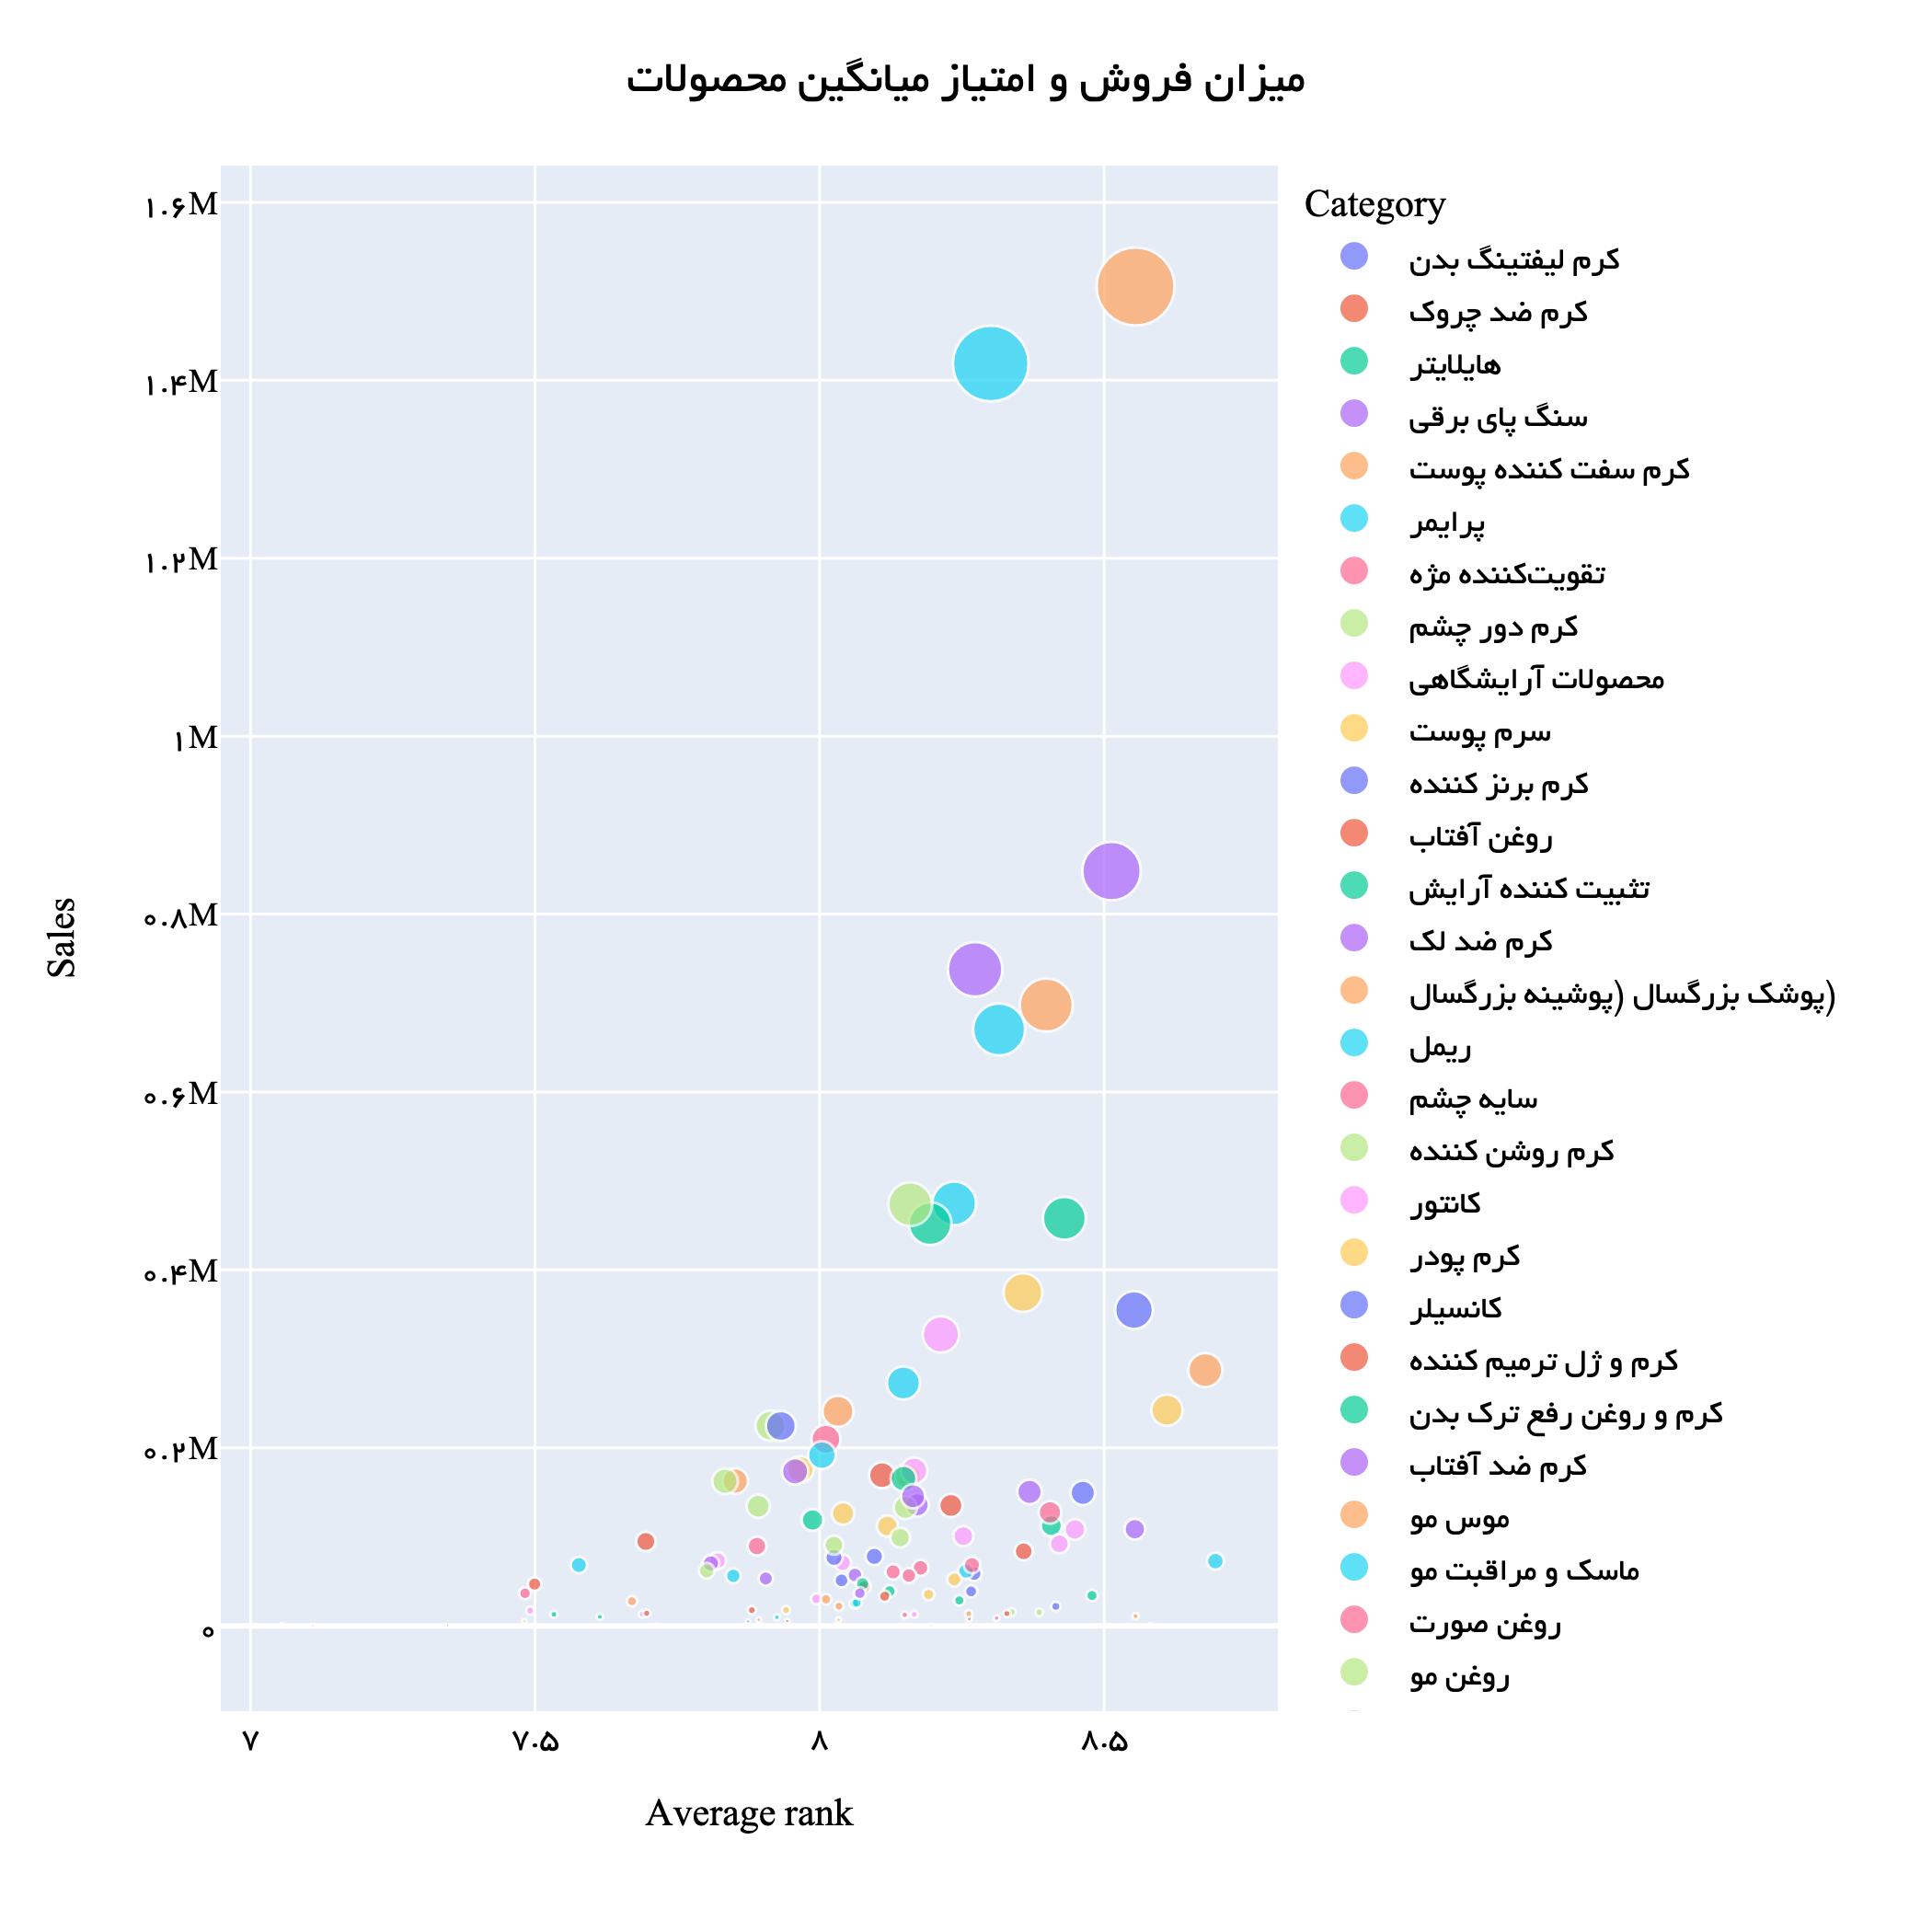 میزان فروش و امتیاز میانگین محصولات
۱.۶M
۱.۴M
۱.۲M
۱M
۰.۸M
۰.۶M
۰.۴M
۰.۲M
۰
Sales
۷
۷.۵
۸
۸.۵
Average rank
Category
کرم لیفتینگ بدن
کرم ضد چروک
هایلایتر
سنگ پای برقی
کرم سفت کننده پوست
پرایمر
تقویت‌کننده مژه
کرم دور چشم
محصولات آرایشگاهی
سرم پوست
کرم برنز کننده
روغن آفتاب
تثبیت کننده آرایش
کرم ضد لک
پوشک بزرگسال (پوشینه بزرگسال)
ریمل
سایه چشم
کرم روشن کننده
کانتور
کرم پودر
کانسیلر
کرم و ژل ترمیم کننده
کرم و روغن رفع ترک بدن
کرم ضد آفتاب
موس مو
ماسک و مراقبت مو
روغن صورت
روغن مو